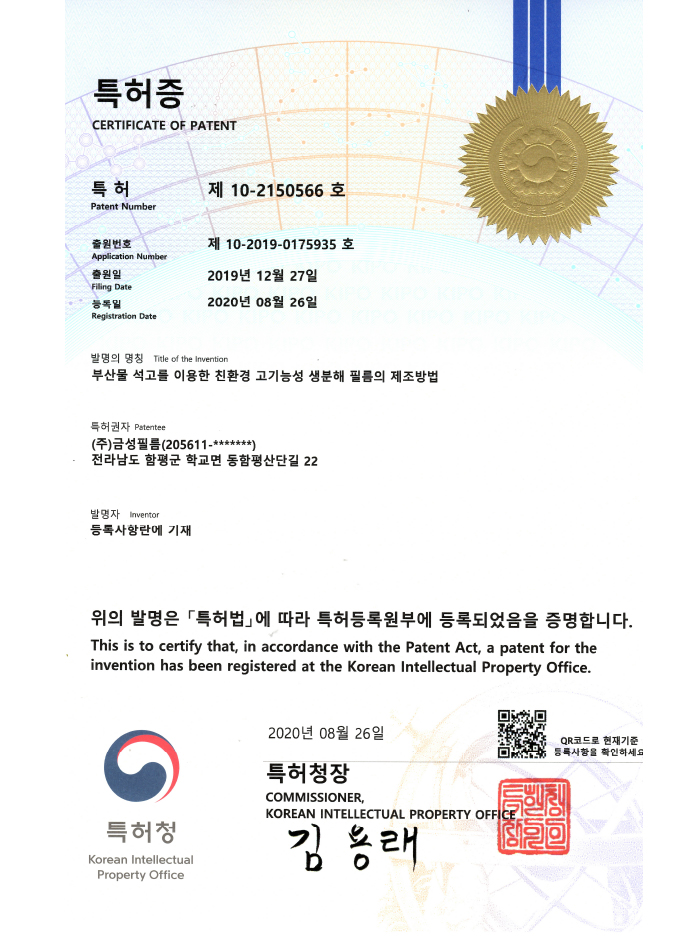 특허증
CERTIFICATE OF PATENT
특 허 제 10-2150566 호
Patent Number
출원번호 제 10-2019-0175935 호
Application Number
출원일 2019년 12월 27일
Filing Date
등록일 2020년 08월 26일
Registration Date
발명의 명칭 Title of the Invention
부산물 석고를 이용한 친환경 고기능성 생분해 필름의 제조방법
특허권자 Patentee
(주)금성필름(205611-*******)
전라남도 함평군 학교면 동함평산단길 22
발명자 Inventor
등록사항란에 기재
위의 발명은 「특허법」에 따라 특허등록원부에 등록되었음을 증명합니다.
This is to certify that, in accordance with the Patent Act, a patent for the
invention has been registered at the Korean Intellectual Property Office.
2020년 08월 26일
QR코드로 현재기준
등록사항을 확인하세요
특허청장
COMMISSIONER,
KOREAN INTELLECTUAL PROPERTY OFFICE
김용래
특허청
Korean Intellectual
Property Office